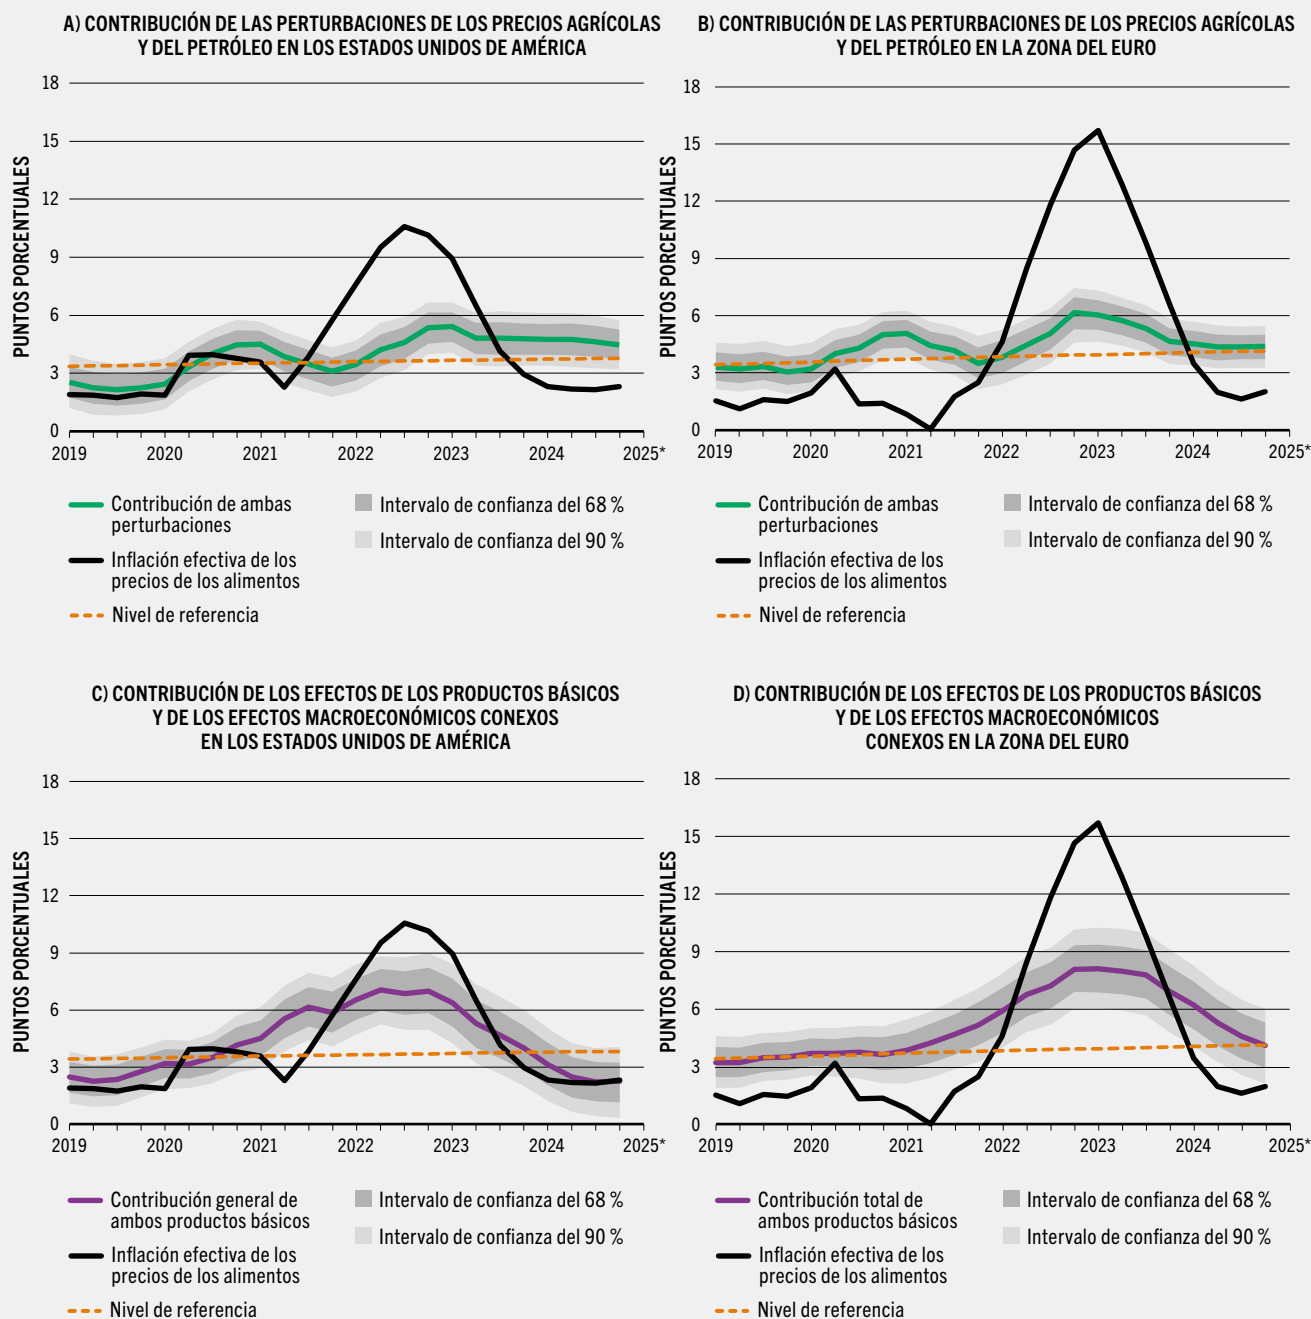 A) CONTRIBUCIÓN DE LAS PERTURBACIONES DE LOS PRECIOS AGRÍCOLAS
Y DEL PETRÓLEO EN LOS ESTADOS UNIDOS DE AMÉRICA
PUNTOS PORCENTUALES
18
15
12
9
6
3
0
2019 2020 2021 2022 2023 2024 2025*
Contribución de ambas
perturbaciones
Inflación efectiva de los
precios de los alimentos
Nivel de referencia
Intervalo de confianza del 68 %
Intervalo de confianza del 90 %
B) CONTRIBUCIÓN DE LAS PERTURBACIONES DE LOS PRECIOS AGRÍCOLAS
Y DEL PETRÓLEO EN LA ZONA DEL EURO
PUNTOS PORCENTUALES
18
15
12
9
6
3
0
2019 2020 2021 2022 2023 2024 2025*
Contribución de ambas
perturbaciones
Inflación efectiva de los
precios de los alimentos
Nivel de referencia
Intervalo de confianza del 68 %
Intervalo de confianza del 90 %
C) CONTRIBUCIÓN DE LOS EFECTOS DE LOS PRODUCTOS BÁSICOS
Y DE LOS EFECTOS MACROECONÓMICOS CONEXOS
EN LOS ESTADOS UNIDOS DE AMÉRICA
PUNTOS PORCENTUALES
18
15
12
9
6
3
0
2019 2020 2021 2022 2023 2024 2025*
Contribución general de
ambos productos básicos
Inflación efectiva de los
precios de los alimentos
Nivel de referencia
Intervalo de confianza del 68 %
Intervalo de confianza del 90 %
D) CONTRIBUCIÓN DE LOS EFECTOS DE LOS PRODUCTOS BÁSICOS
Y DE LOS EFECTOS MACROECONÓMICOS
CONEXOS EN LA ZONA DEL EURO
PUNTOS PORCENTUALES
18
15
12
9
6
3
0
2019 2020 2021 2022 2023 2024 2025*
Contribución total de
ambos productos básicos
Inflación efectiva de los
precios de los alimentos
Nivel de referencia
Intervalo de confianza del 68 %
Intervalo de confianza del 90 %